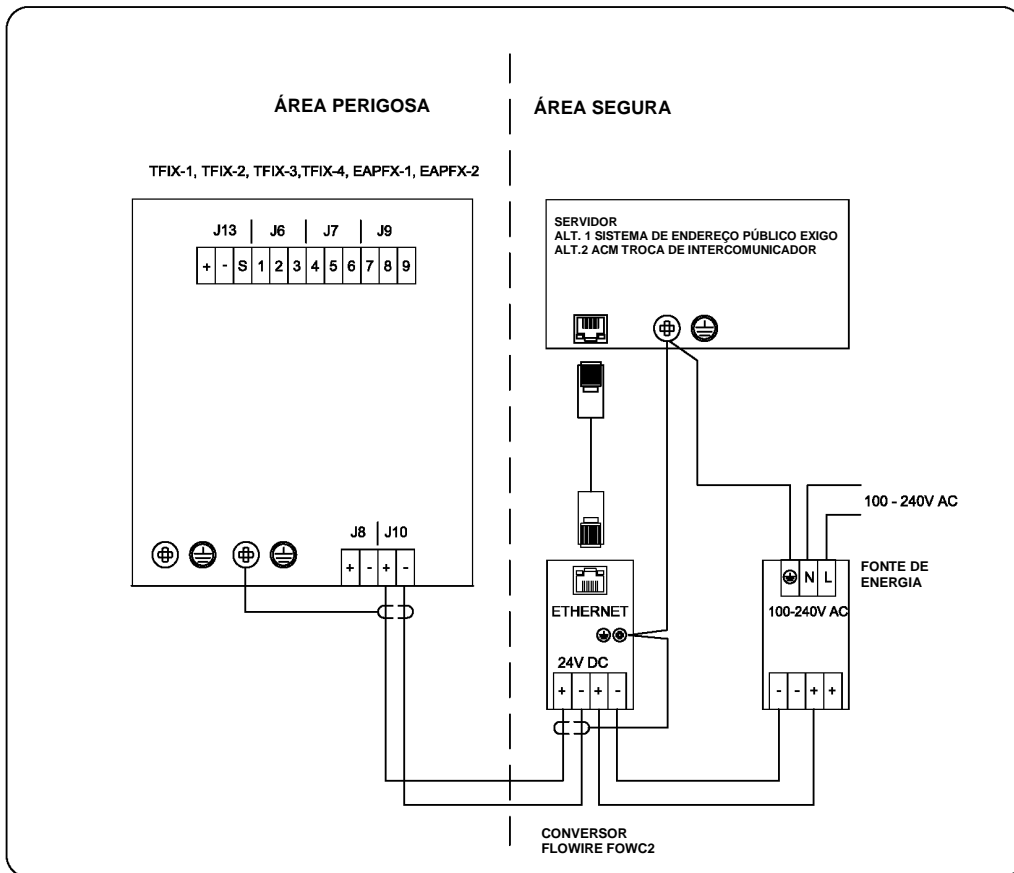 ÁREA PERIGOSA
ÁREA SEGURA
TFIX-1, TFIX-2, TFIX-3,TFIX-4, EAPFX-1, EAPFX-2
J13 J6 J7 J9
+ - S 1 2 3 4 5 6 7 8 9
SERVIDOR
ALT. 1 SISTEMA DE ENDEREÇO PÚBLICO EXIGO
ALT.2 ACM TROCA DE INTERCOMUNICADOR
100 - 240V AC
J8 J10
+ - + -
ETHERNET
24V DC
+ - + -
N L
100-240V AC
- - + +
FONTE DE
ENERGIA
CONVERSOR
FLOWIRE FOWC2